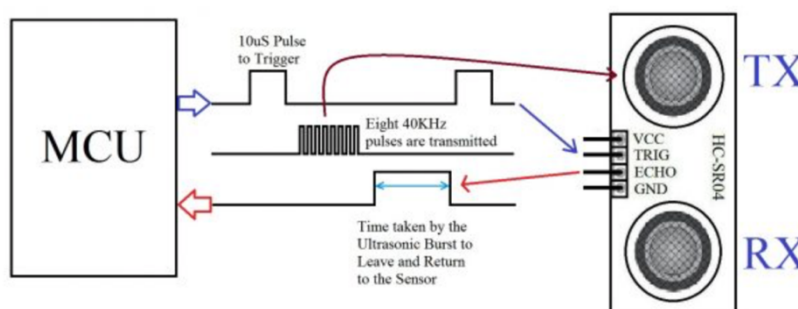 MCU
10uS Pulse
to Trigger
Eight 40KHz
pulses are transmitted
Time taken by the
Ultrasonic Burst to
Leave and Return
to the Sensor
VCC
TRIG
ECHO
GND
HC-SR04
TX
RX